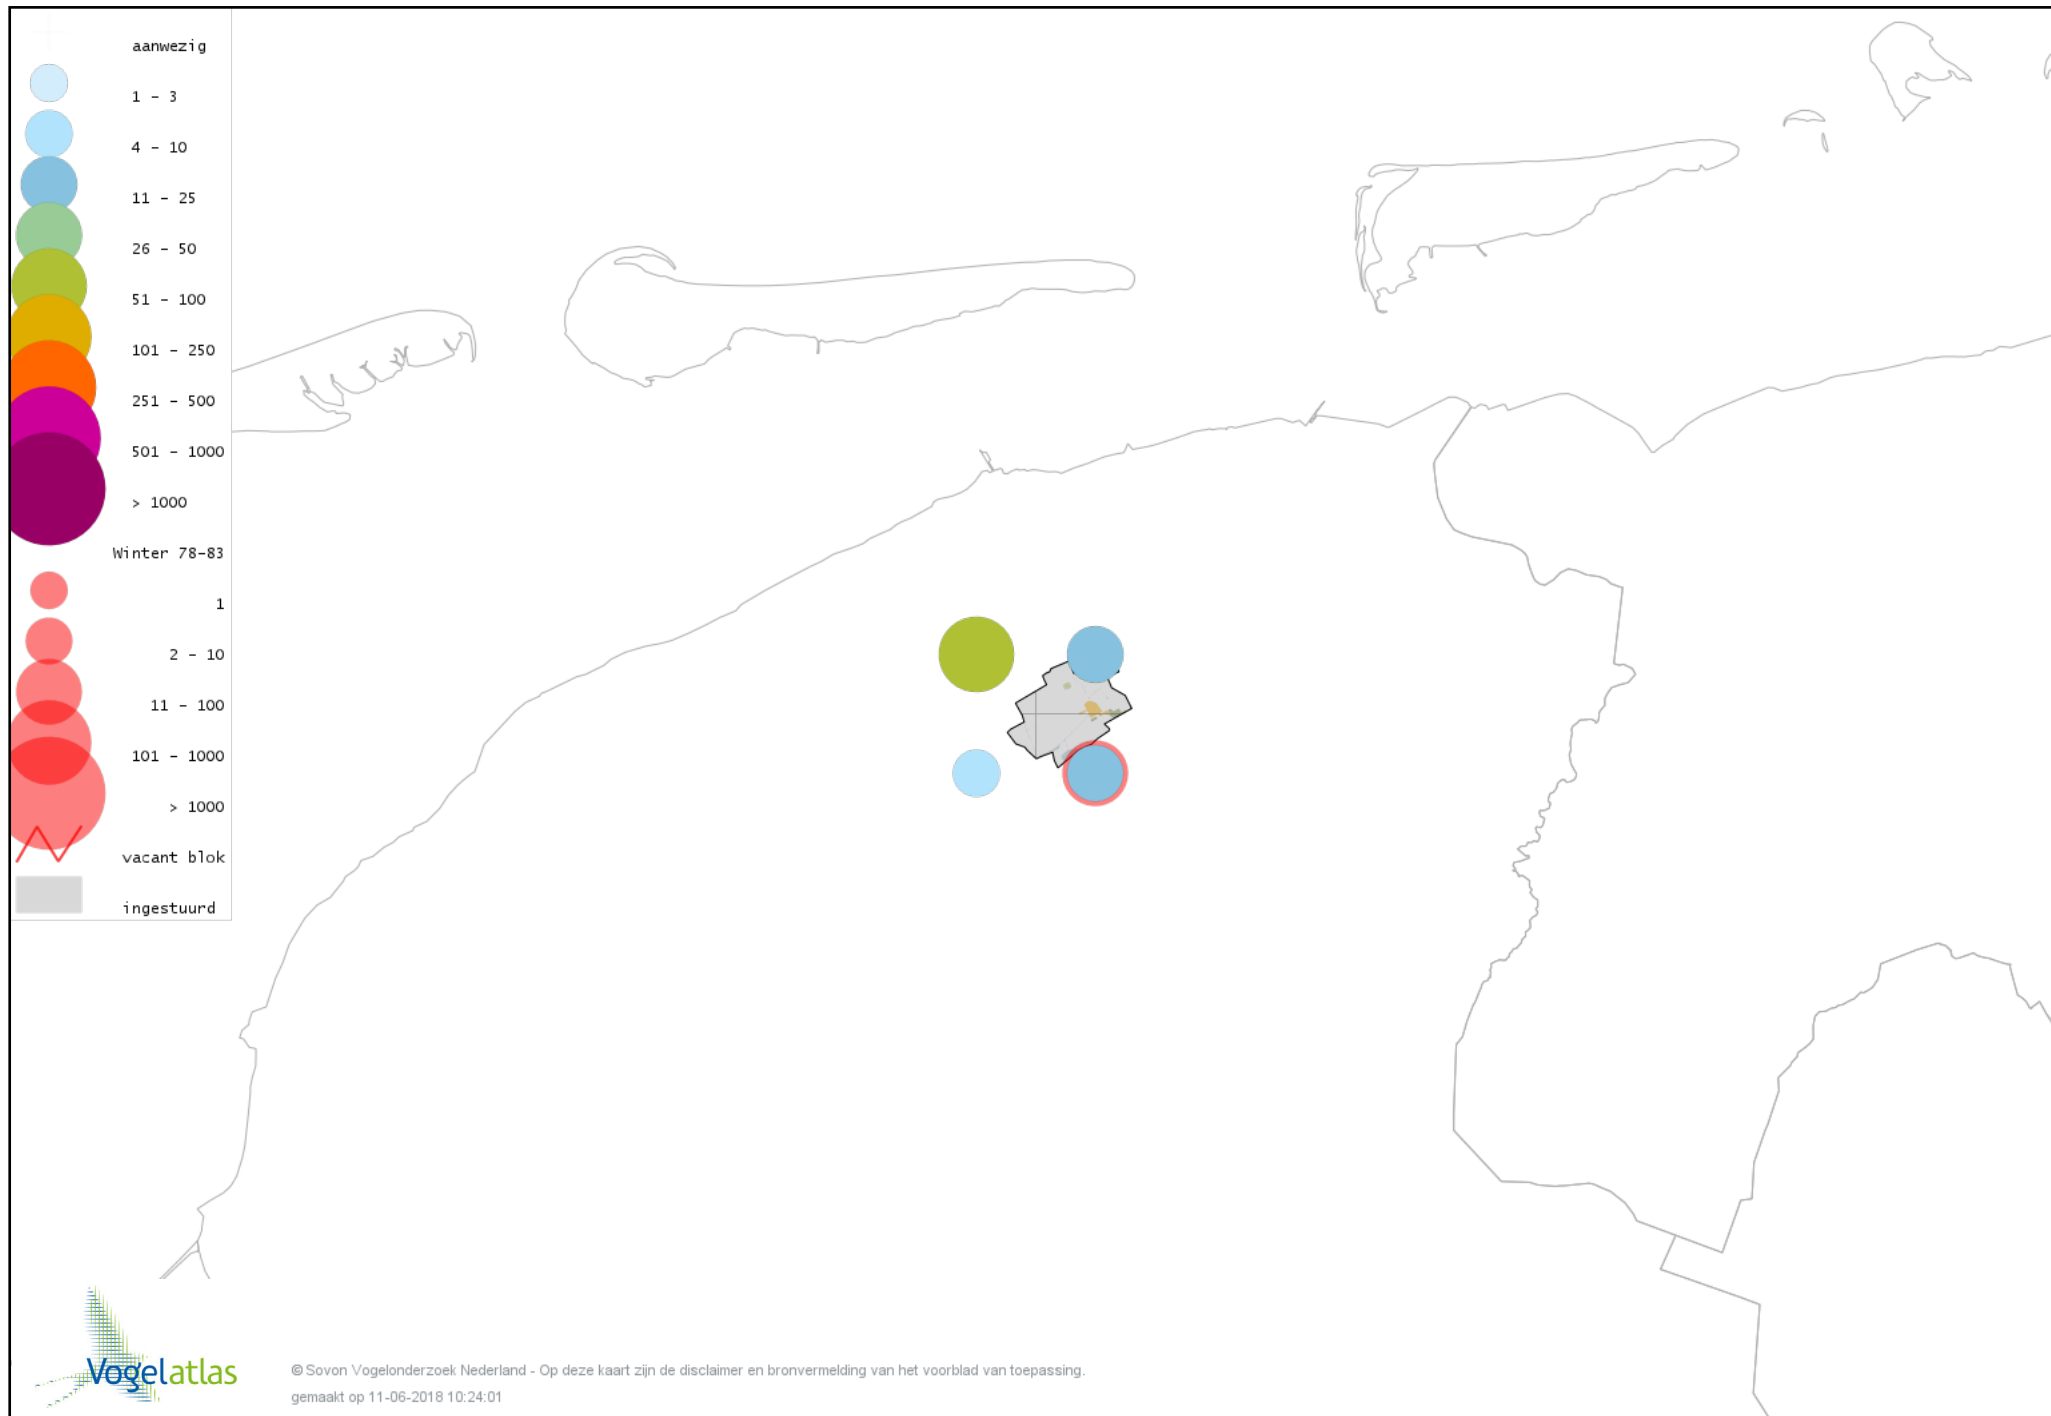 aanwezig
1 - 3
4 - 10
11 - 25
26 - 50
51 - 100
101 - 250
251 - 500
501 - 1000
> 1000
Winter 78-83
1
2 - 10
11 - 100
101 - 1000
> 1000
vacant blok
ingestuurd
Vogelatlas
© Sovon Vogelonderzoek Nederland - Op deze kaart zijn de disclaimer en bronvermelding van het voorblad van toepassing.
gemaakt op 11-06-2018 10:24:01